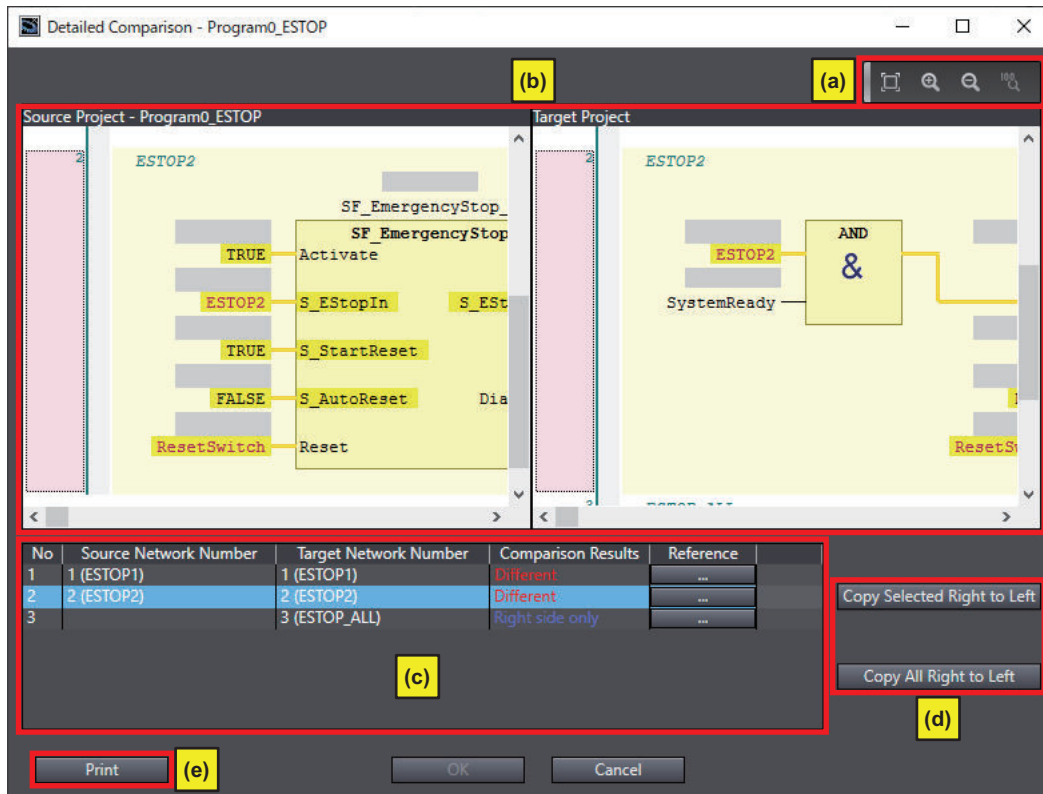 Detailed Comparison - Program0_ESTOP
(b)
(a)
100
Source Project - Program0_ESTOP
Target Project
2
ESTOP2
SF_EmergencyStop_
SF_EmergencyStop
TRUE
Activate
ESTOP2
S_EStopIn
S_ESt
TRUE
S_StartReset
FALSE
S_AutoReset
Dia
ResetSwitch
Reset
2
ESTOP2
AND
&
ESTOP2
SystemReady
ResetSw
3
No Source Network Number Target Network Number Comparison Results Reference
1 1 (ESTOP1) 1 (ESTOP1) Different ...
2 2 (ESTOP2) 2 (ESTOP2) Different ...
3 3 (ESTOP_ALL) Right side only ...
(c)
Copy Selected Right to Left
Copy All Right to Left
(d)
Print
(e)
OK
Cancel